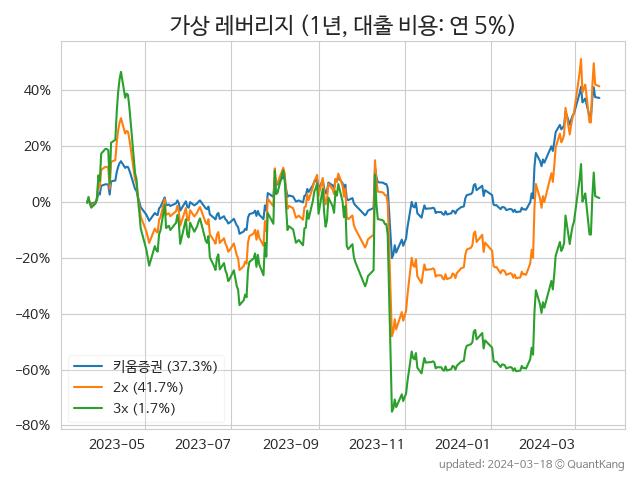 가상 레버리지 (1년, 대출 비용: 연 5%)
40%
20%
0%
−20%
−40%
−60%
−80%
키움증권 (37.3%)
2x (41.7%)
3x (1.7%)
2023-05 2023-07 2023-09 2023-11 2024-01 2024-03
updated: 2024-03-18 © QuantKang